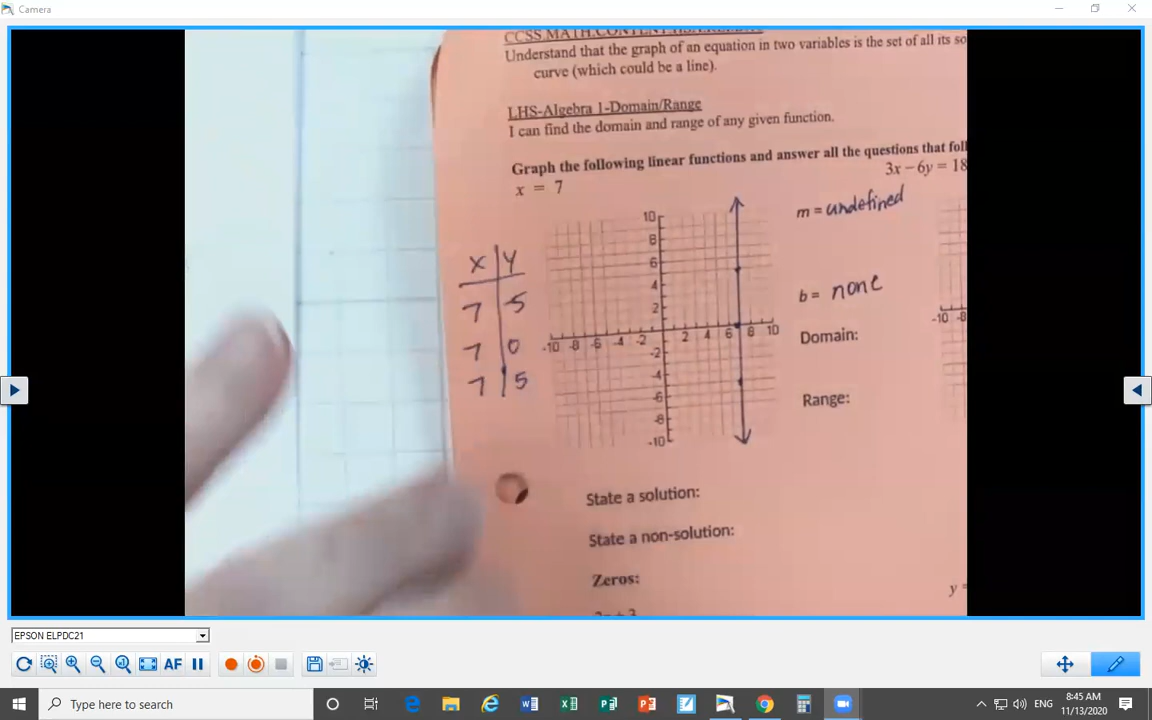 Camera
CCSS MATH.CONTENT
Understand that the graph of an equation in two variables is the set of all its so
curve (which could be a line).
LHS-Algebra 1-Domain/Range
I can find the domain and range of any given function.
Graph the following linear functions and answer all the questions that foll
x = 7
3x – 6y = 18
m = undefined
x y
7 -5
7 0
7 5
10
8
6
4
2
-10 -8 -6 -4 -2 2 4 6 8 10
-2
-4
-6
-8
-10
b = none
-10 -8
Domain:
Range:
State a solution:
State a non-solution:
Zeros:
y =
EPSON ELPDC21
AF
Type here to search
ENG
8:45 AM
11/13/2020